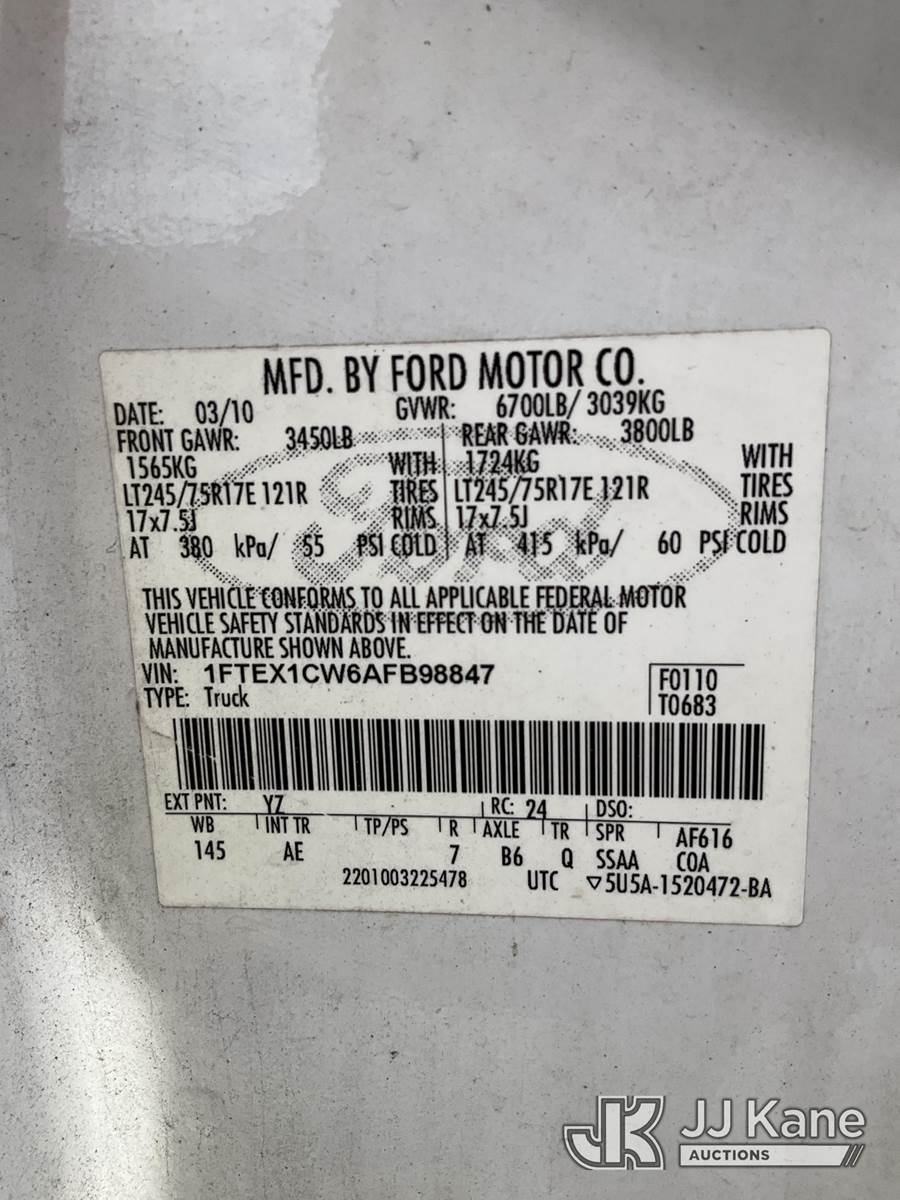 MFD. BY FORD MOTOR CO.
DATE: 03/10 GVWR: 6700LB/ 3039KG
FRONT GAWR: 3450LB REAR GAWR: 3800LB
1565KG WITH 1724KG WITH
LT245/75R17E 121R TIRES LT245/75R17E 121R TIRES
17x7.5J RIMS 17x7.5J RIMS
AT 380 kPa/ 55 PSI COLD AT 415 kPa/ 60 PSI COLD
Ford
THIS VEHICLE CONFORMS TO ALL APPLICABLE FEDERAL MOTOR
VEHICLE SAFETY STANDARDS IN EFFECT ON THE DATE OF
MANUFACTURE SHOWN ABOVE.
VIN: 1FTEX1CW6AFB98847 F0110
TYPE: Truck T0683
EXT PNT: YZ RC: 24 DSO:
WB INT TR TP/PS R AXLE TR SPR AF616
145 AE 7 B6 Q SSAA COA
2201003225478 UTC ▽5U5A-1520472-BA
JK JJ Kane
AUCTIONS